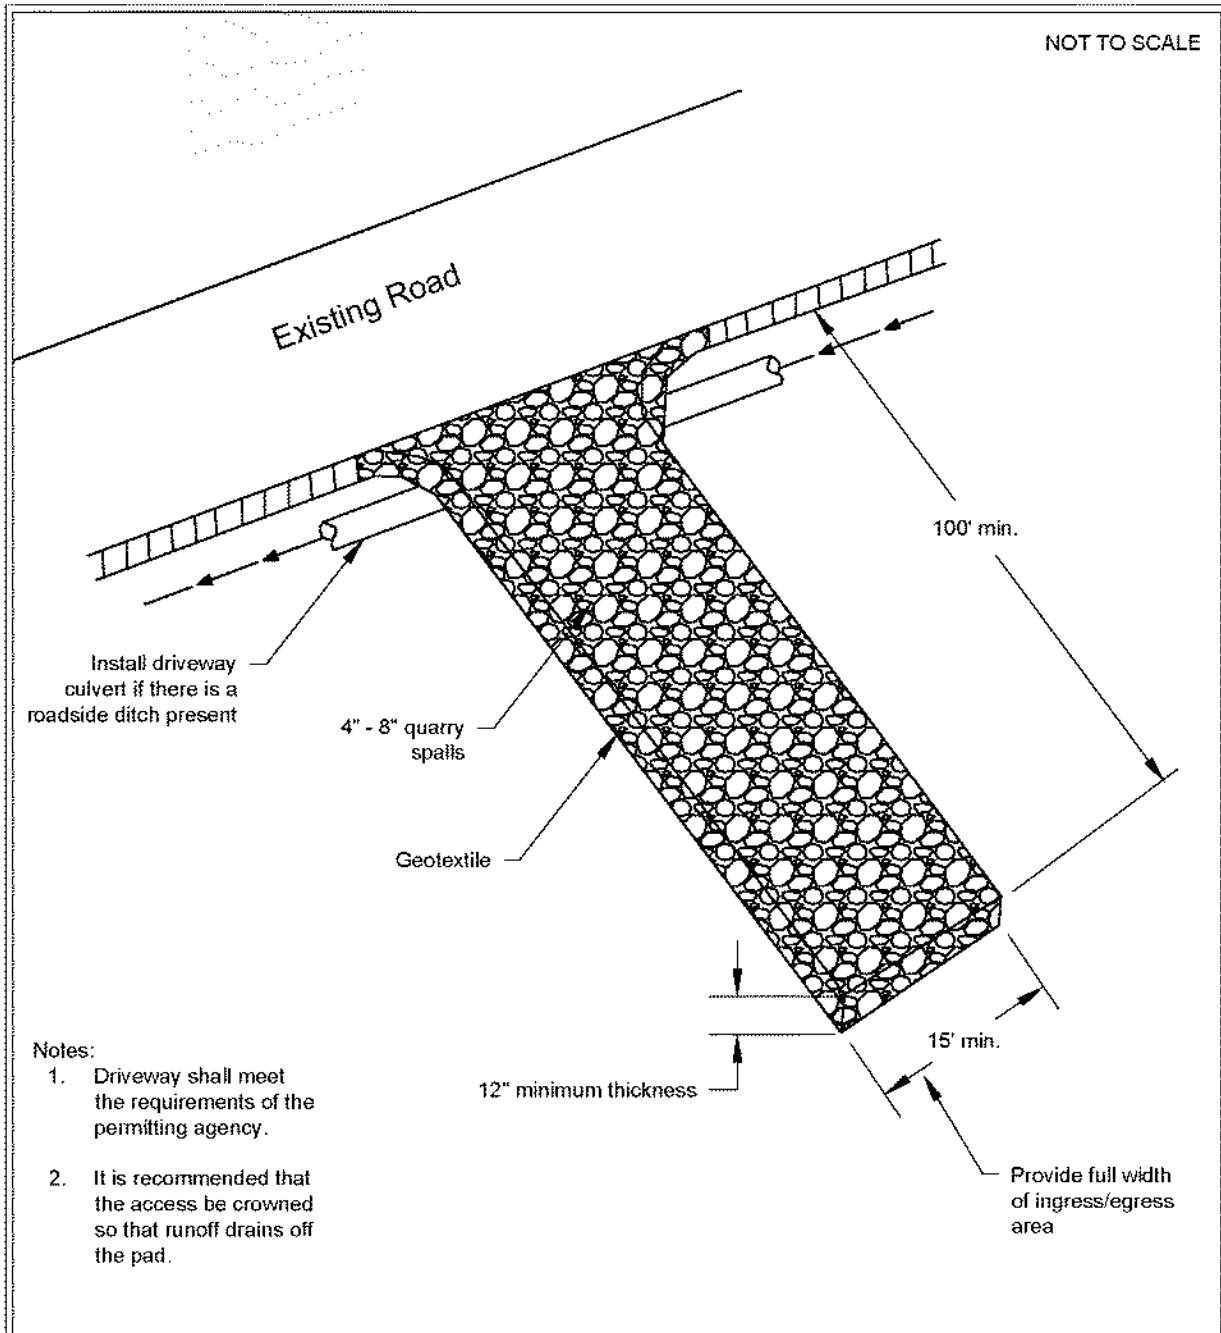 NOT TO SCALE
Existing Road
100' min.
Install driveway
culvert if there is a
roadside ditch present
4" - 8" quarry
spalls
Geotextile
12" minimum thickness
15' min.
Provide full width
of ingress/egress
area
Notes:
1. Driveway shall meet
the requirements of the
permitting agency.
2. It is recommended that
the access be crowned
so that runoff drains off
the pad.